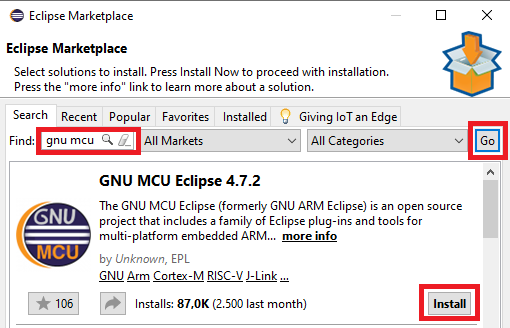 Eclipse Marketplace
Eclipse Marketplace
Select solutions to install. Press Install Now to proceed with installation.
Press the "more info" link to learn more about a solution.
Search Recent Popular Favorites Installed Giving IoT an Edge
Find: gnu mcu All Markets All Categories Go
GNU MCU Eclipse 4.7.2
The GNU MCU Eclipse (formerly GNU ARM Eclipse) is an open source
project that includes a family of Eclipse plug-ins and tools for
multi-platform embedded ARM... more info
GNU
MCU
by Unknown, EPL
GNU Arm Cortex-M RISC-V J-Link ...
106 Installs: 87,0K (2.500 last month) Install